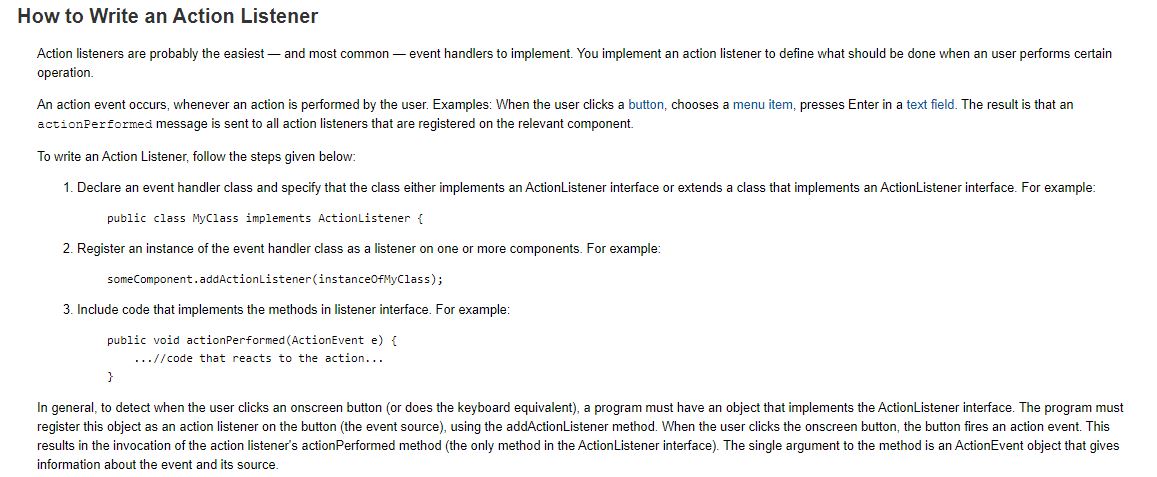 How to Write an Action Listener
Action listeners are probably the easiest — and most common — event handlers to implement. You implement an action listener to define what should be done when an user performs certain
operation.
An action event occurs, whenever an action is performed by the user. Examples: When the user clicks a button, chooses a menu item, presses Enter in a text field. The result is that an
actionPerformed message is sent to all action listeners that are registered on the relevant component.
To write an Action Listener, follow the steps given below:
1. Declare an event handler class and specify that the class either implements an ActionListener interface or extends a class that implements an ActionListener interface. For example:
public class MyClass implements ActionListener {
2. Register an instance of the event handler class as a listener on one or more components. For example:
someComponent.addActionListener(instanceOfMyClass);
3. Include code that implements the methods in listener interface. For example:
public void actionPerformed(ActionEvent e) {
...//code that reacts to the action...
}
In general, to detect when the user clicks an onscreen button (or does the keyboard equivalent), a program must have an object that implements the ActionListener interface. The program must
register this object as an action listener on the button (the event source), using the addActionListener method. When the user clicks the onscreen button, the button fires an action event. This
results in the invocation of the action listener's actionPerformed method (the only method in the ActionListener interface). The single argument to the method is an ActionEvent object that gives
information about the event and its source.